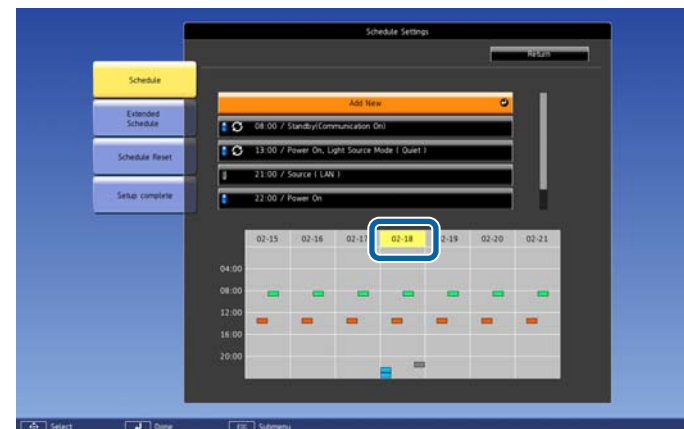 Schedule Settings
Return
Schedule
Extended
Schedule
Schedule Reset
Setup complete
Add New
08:00 / Standby(Communication On)
13:00 / Power On, Light Source Mode ( Quiet )
21:00 / Source ( LAN )
22:00 / Power On
02-15 02-16 02-17 02-18 02-19 02-20 02-21
04:00
08:00
12:00
16:00
20:00
Select Done Esc Submenu